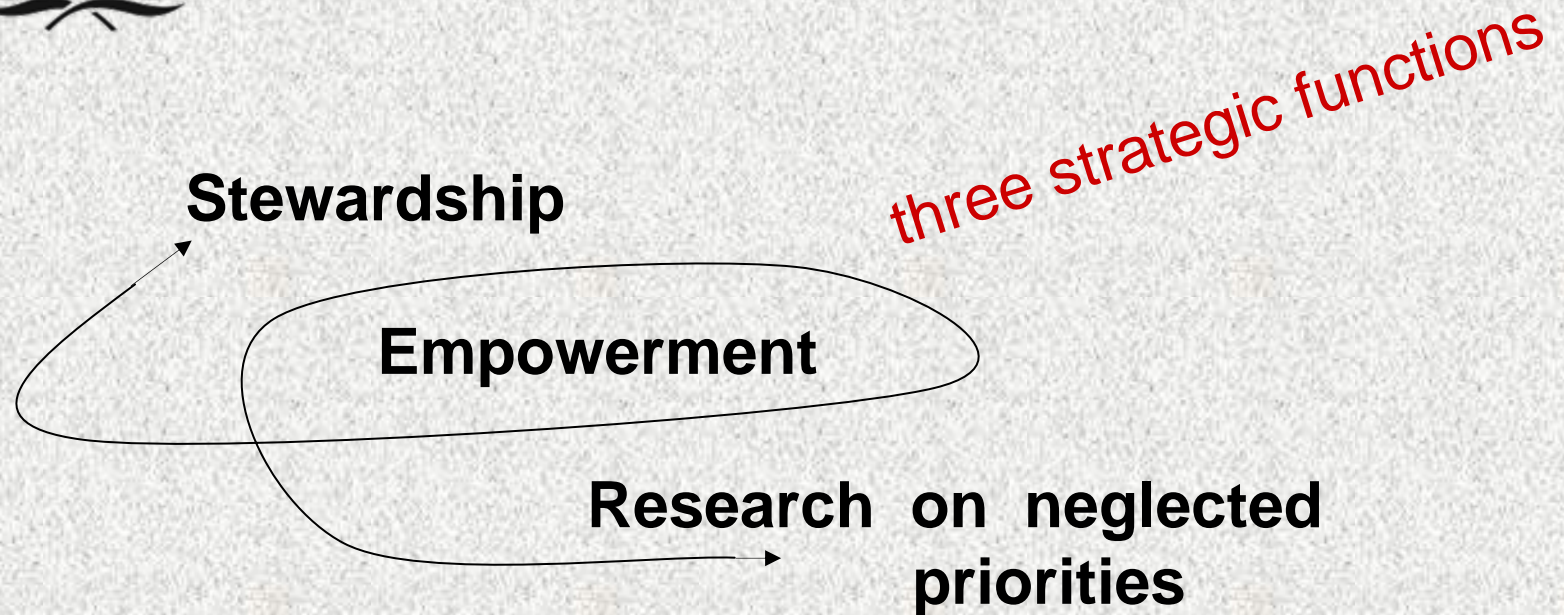 three strategic functions
Stewardship
Empowerment
Research on neglected
priorities